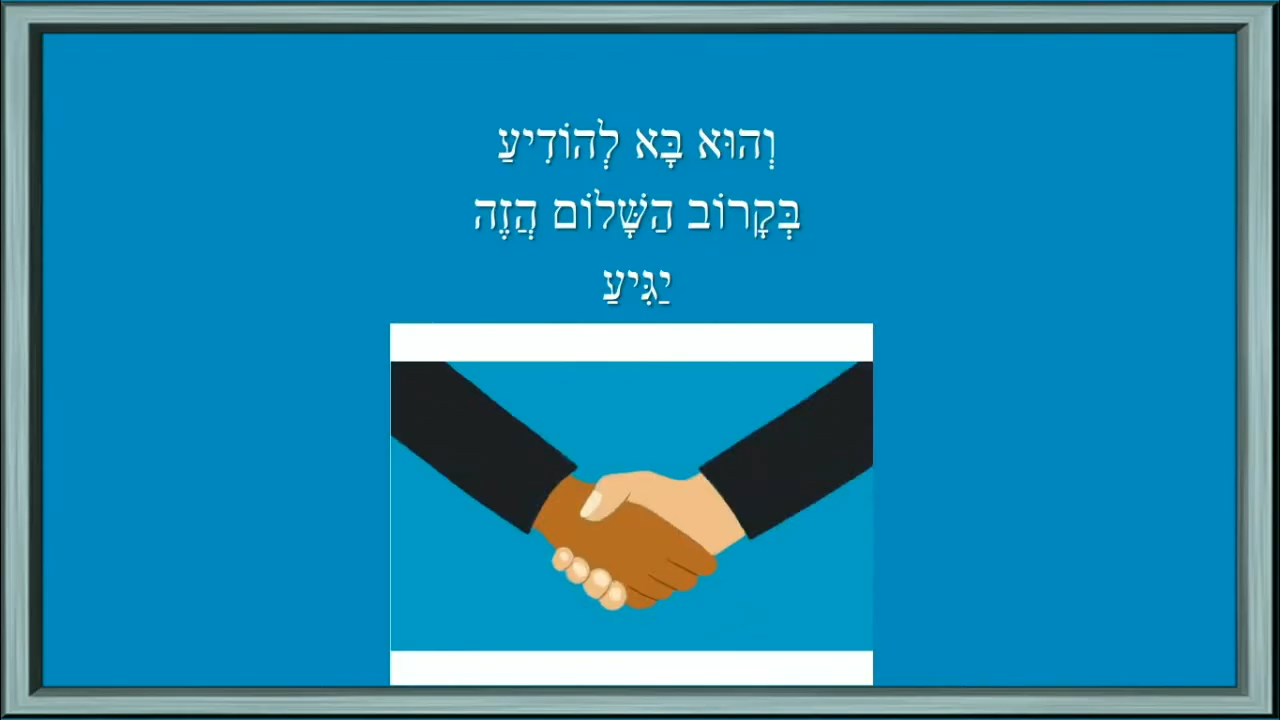 וְהוּא בָּא לְהוֹדִיעַ
בְּקָרוֹב הַשָּׁלוֹם הֲזֶה
יַגִּיעַ